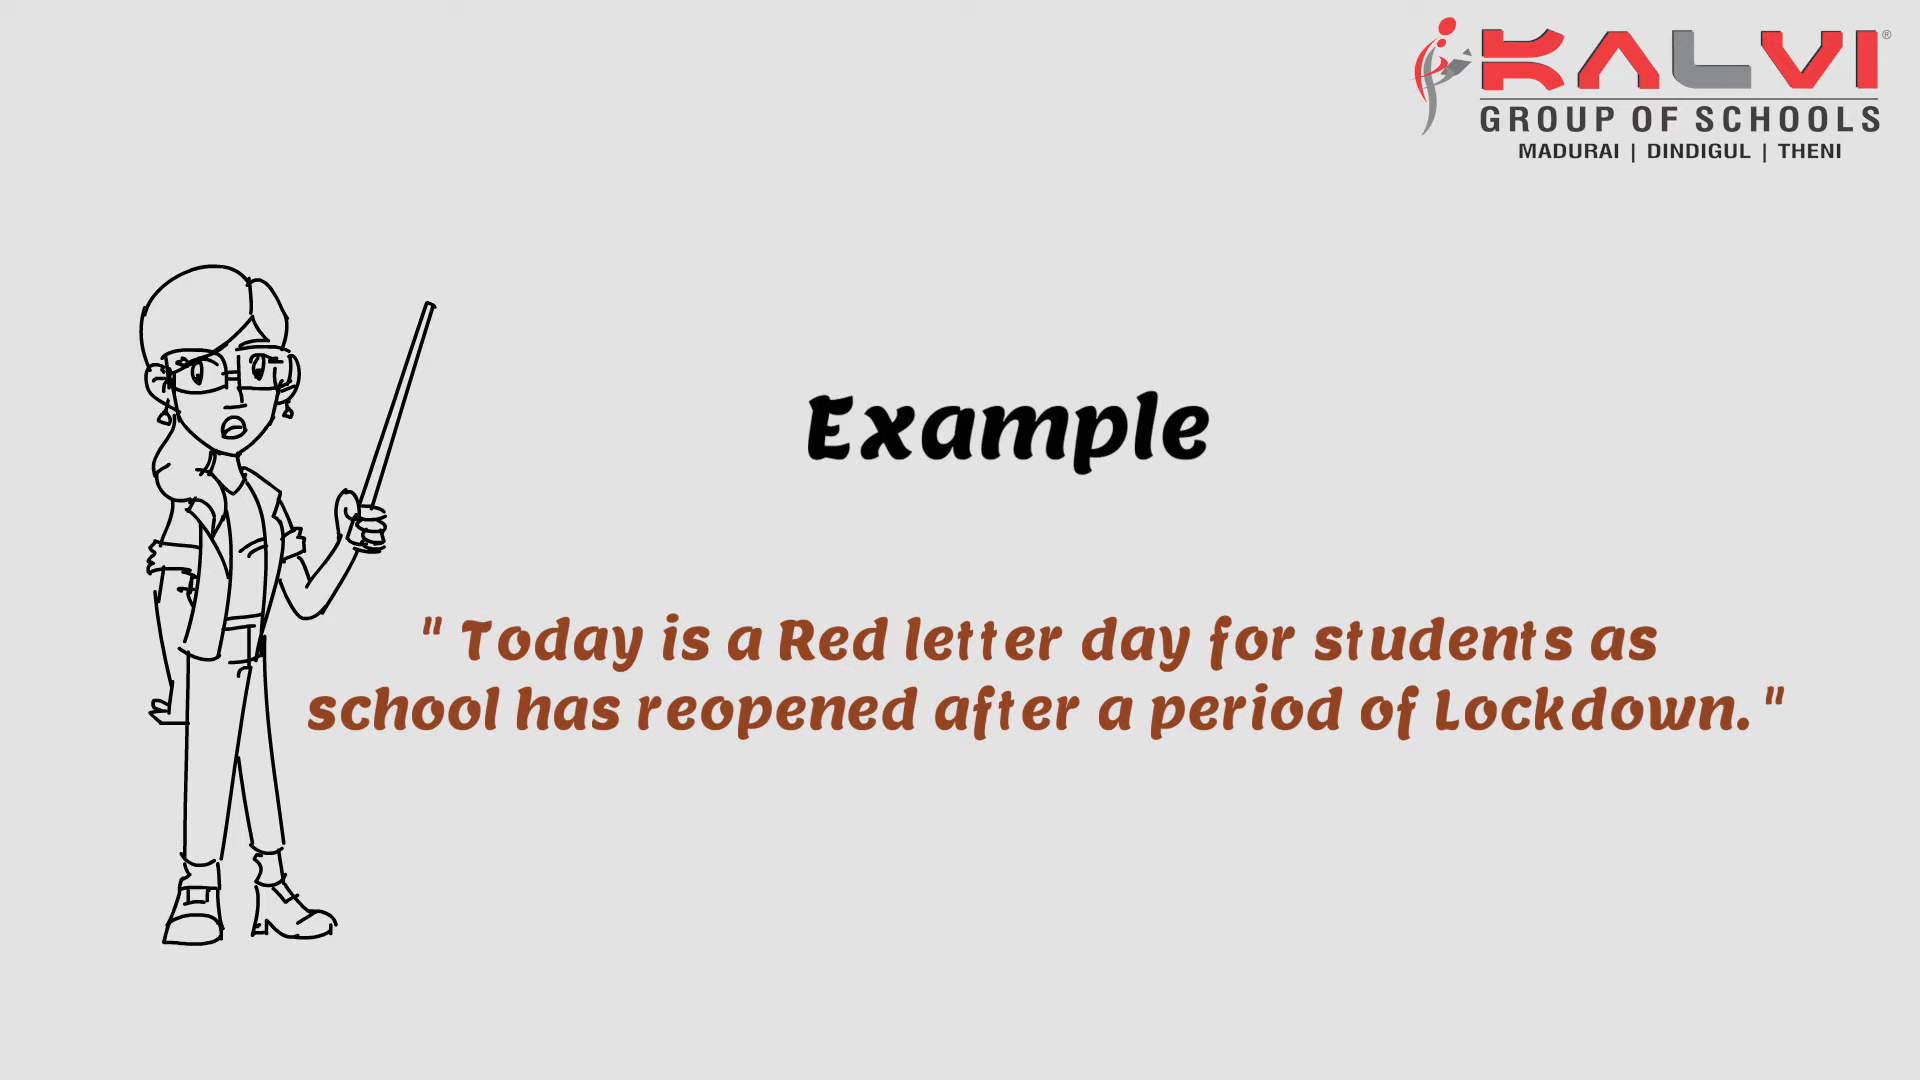 KALVI®
GROUP OF SCHOOLS
MADURAI | DINDIGUL | THENI
Example
" Today is a Red letter day for students as
school has reopened after a period of Lockdown. "